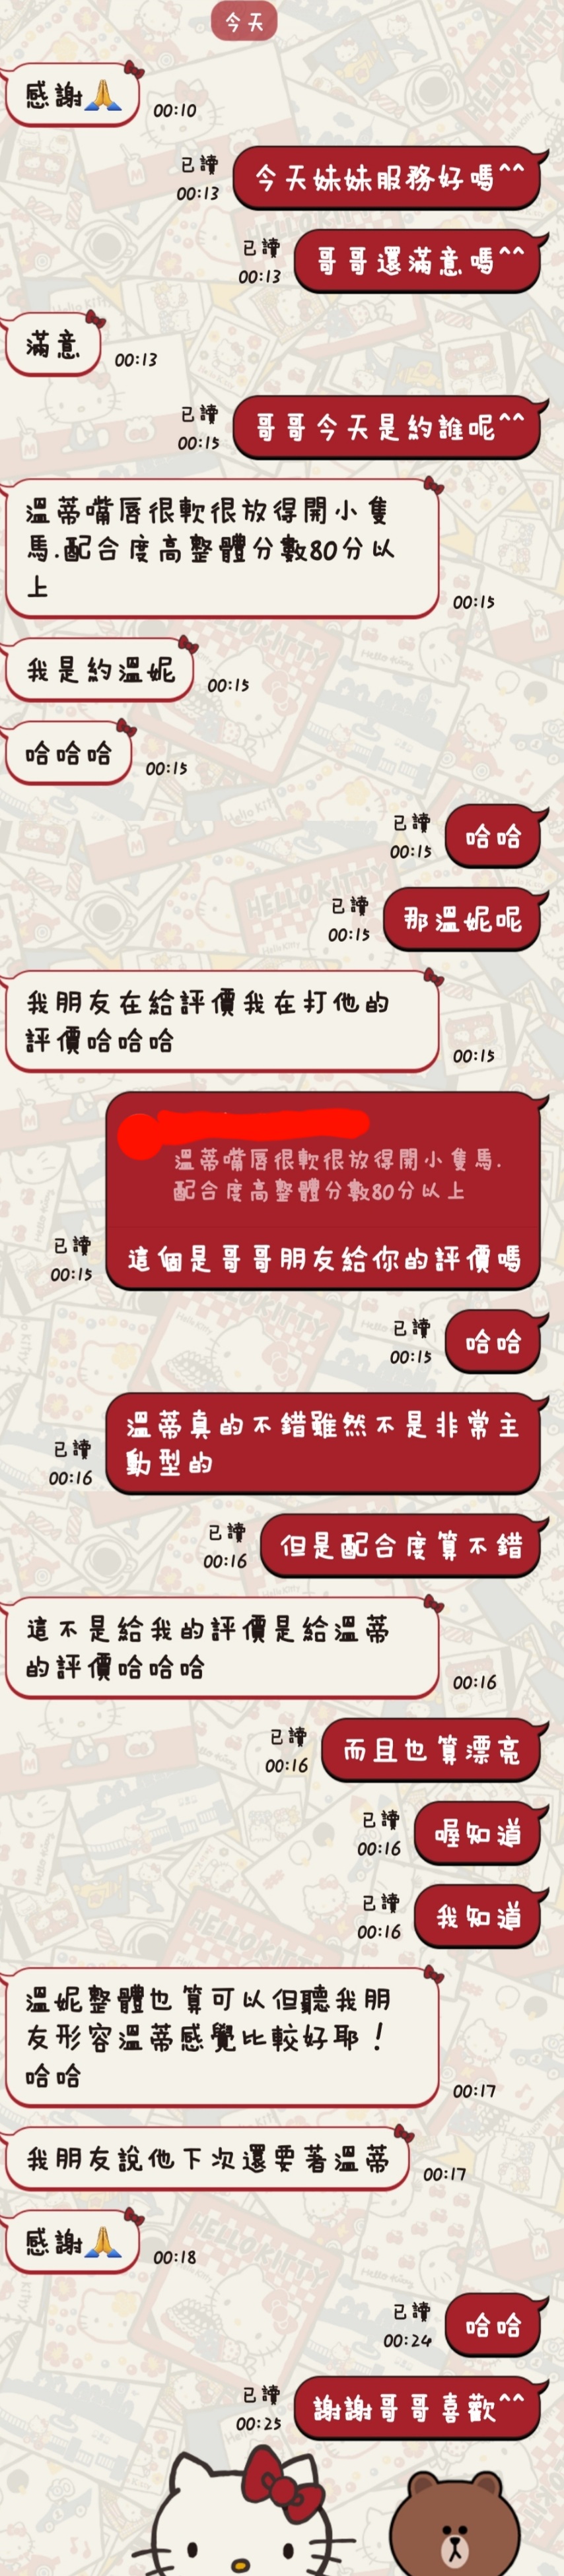 今天
感謝🙏
00:10
今天妹妹服務好嗎^^
已讀
00:13
哥哥還滿意嗎^^
已讀
00:13
滿意
00:13
哥哥今天是約誰呢^^
已讀
00:15
溫蒂嘴唇很軟很放得開小隻
馬.配合度高整體分數80分以
上
00:15
我是約溫妮
00:15
哈哈哈
00:15
哈哈
已讀
00:15
那溫妮呢
已讀
00:15
我朋友在給評價我在打他的
評價哈哈哈
00:15
溫蒂嘴唇很軟很放得開小隻馬.
配合度高整體分數80分以上
這個是哥哥朋友給你的評價嗎
已讀
00:15
哈哈
已讀
00:15
溫蒂真的不錯雖然不是非常主
動型的
已讀
00:16
但是配合度算不錯
已讀
00:16
這不是給我的評價是給溫蒂
的評價哈哈哈
00:16
而且也算漂亮
已讀
00:16
喔知道
已讀
00:16
我知道
已讀
00:16
溫妮整體也算可以但聽我朋
友形容溫蒂感覺比較好耶！
哈哈
00:17
我朋友說他下次還要著溫蒂
00:17
感謝🙏
00:18
哈哈
已讀
00:24
謝謝哥哥喜歡^^
已讀
00:25